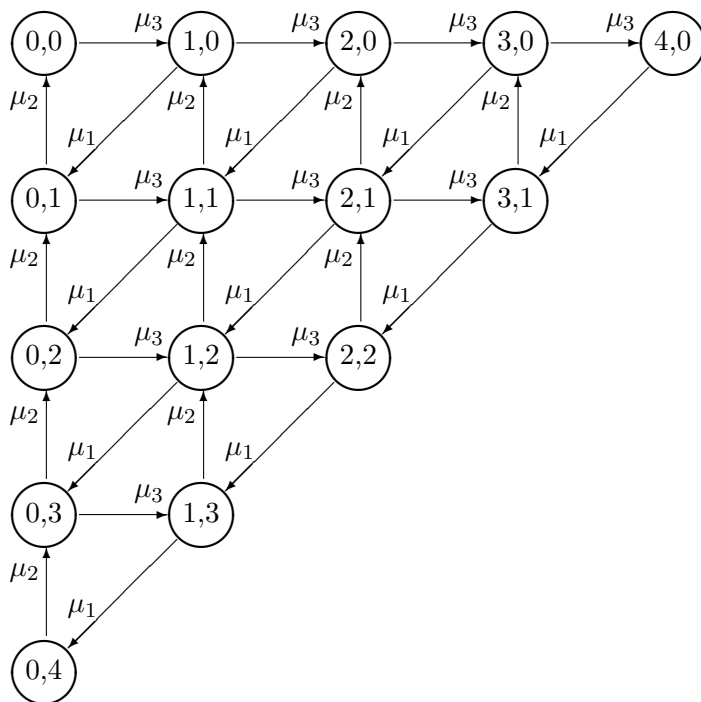 0,0 μ₃ 1,0 μ₃ 2,0 μ₃ 3,0 μ₃ 4,0
μ₂ μ₁ μ₂ μ₁ μ₂ μ₁ μ₂ μ₁
0,1 μ₃ 1,1 μ₃ 2,1 μ₃ 3,1
μ₂ μ₁ μ₂ μ₁ μ₂ μ₁
0,2 μ₃ 1,2 μ₃ 2,2
μ₂ μ₁ μ₂ μ₁
0,3 μ₃ 1,3
μ₂ μ₁
0,4